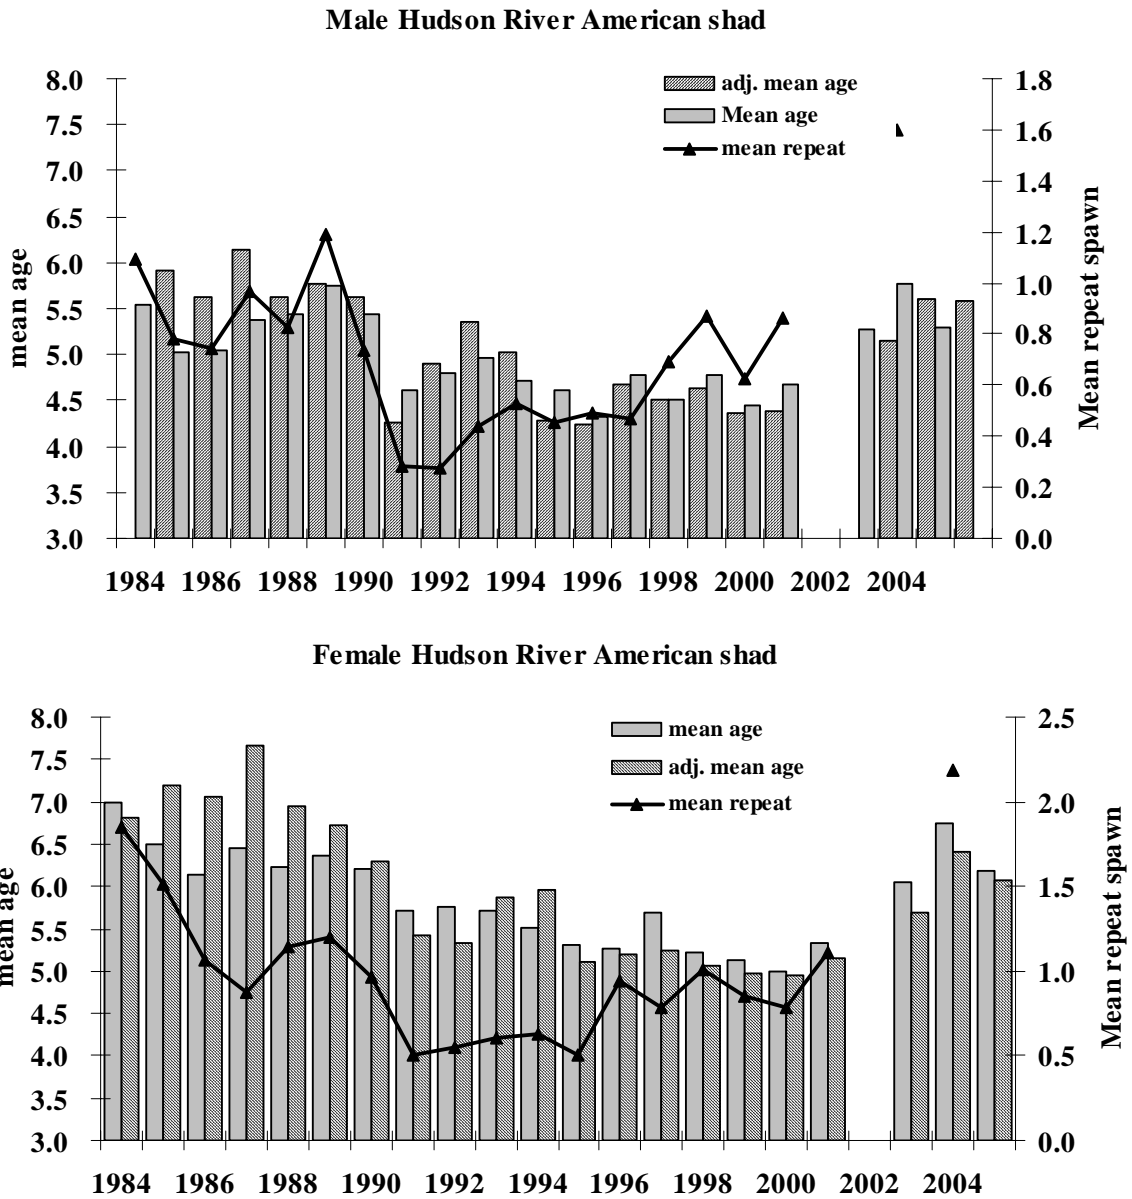 Male Hudson River American shad
8.0
7.5
7.0
6.5
6.0
5.5
5.0
4.5
4.0
3.5
3.0
mean age
adj. mean age
Mean age
mean repeat
1.8
1.6
1.4
1.2
1.0
0.8
0.6
0.4
0.2
0.0
Mean repeat spawn
1984 1986 1988 1990 1992 1994 1996 1998 2000 2002 2004
Female Hudson River American shad
8.0
7.5
7.0
6.5
6.0
5.5
5.0
4.5
4.0
3.5
3.0
mean age
mean age
adj. mean age
mean repeat
2.5
2.0
1.5
1.0
0.5
0.0
Mean repeat spawn
1984 1986 1988 1990 1992 1994 1996 1998 2000 2002 2004